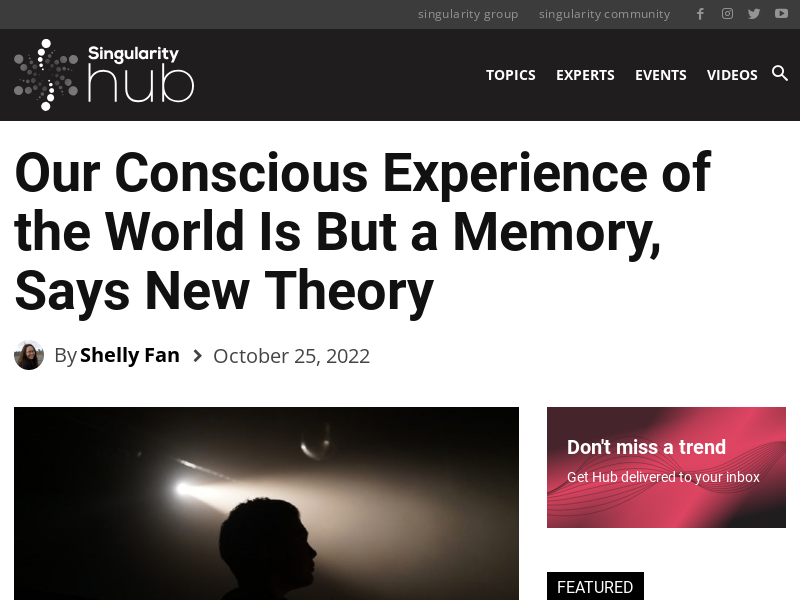 singularity group singularity community
Singularity
hub
TOPICS EXPERTS EVENTS VIDEOS
Our Conscious Experience of
the World Is But a Memory,
Says New Theory
By Shelly Fan October 25, 2022
Don't miss a trend
Get Hub delivered to your inbox
FEATURED